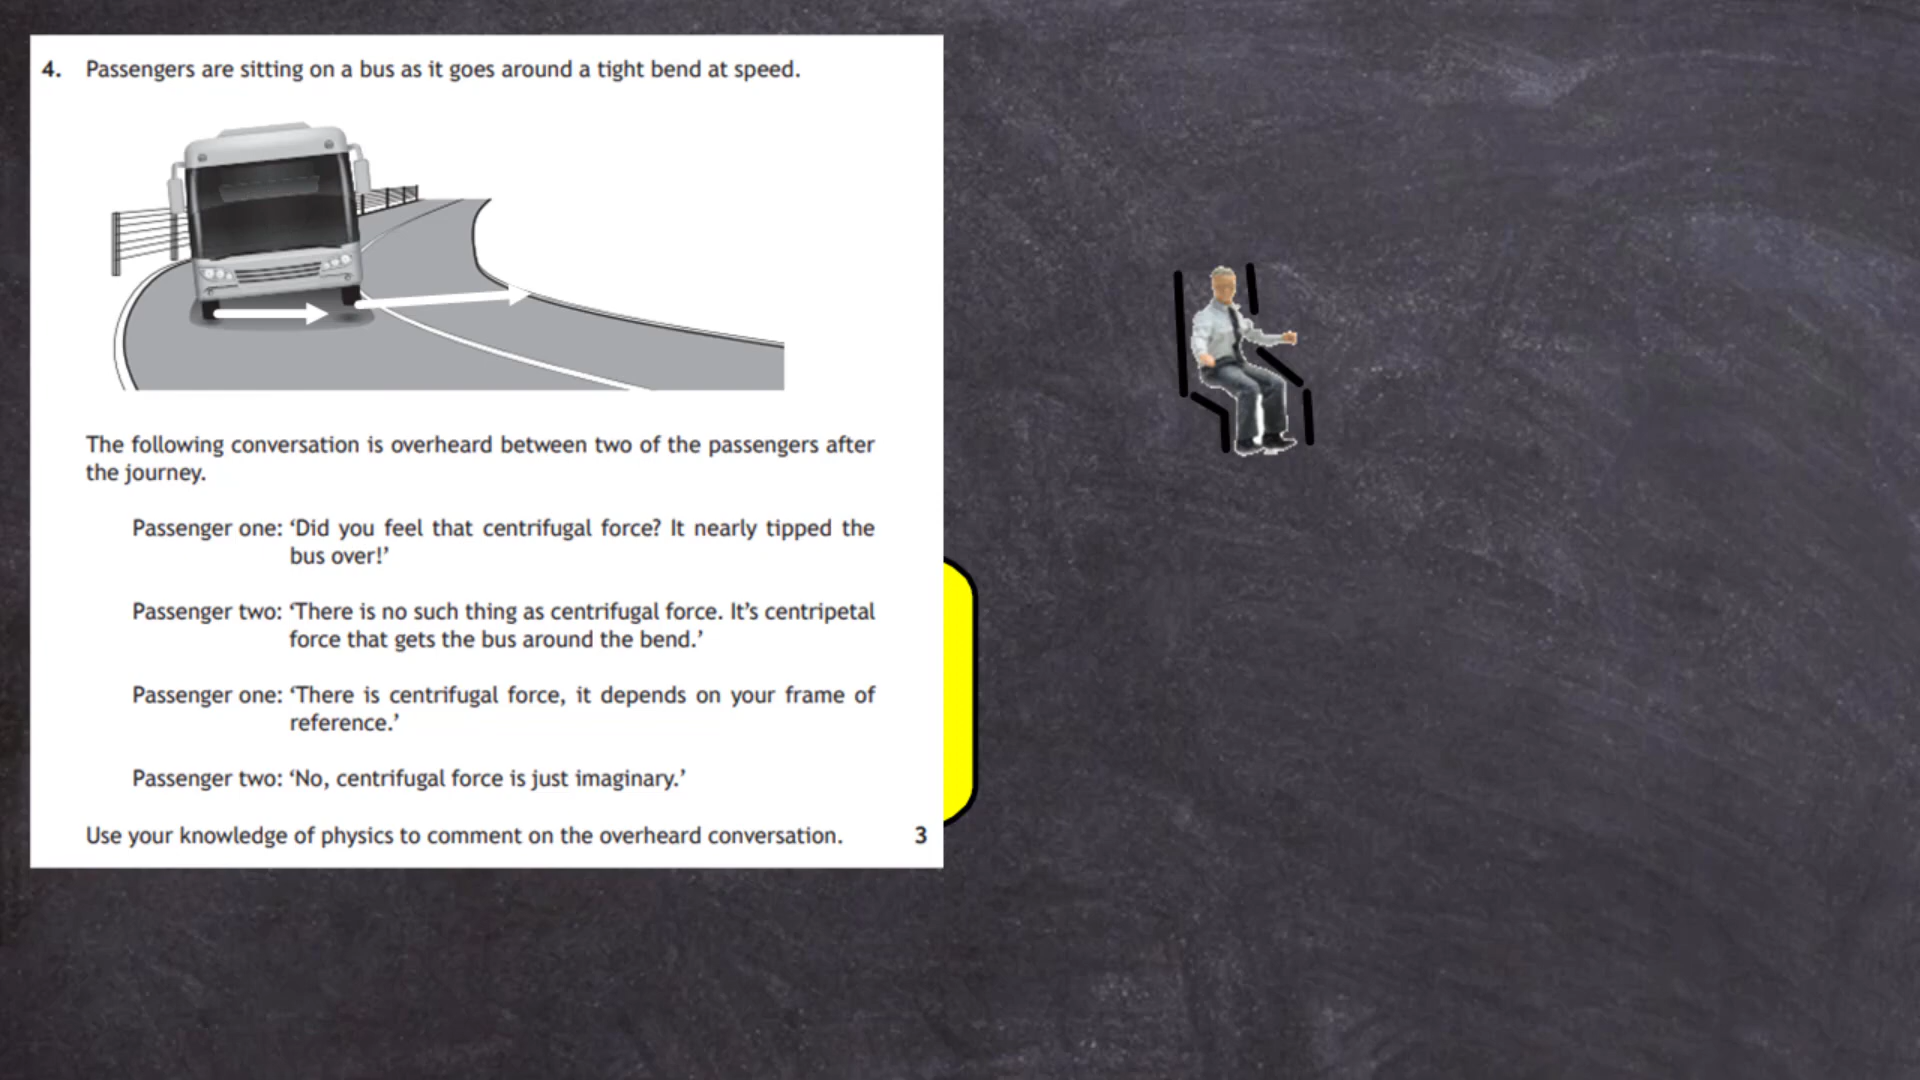 4. Passengers are sitting on a bus as it goes around a tight bend at speed.
The following conversation is overheard between two of the passengers after
the journey.
Passenger one: ‘Did you feel that centrifugal force? It nearly tipped the
bus over!’
Passenger two: ‘There is no such thing as centrifugal force. It’s centripetal
force that gets the bus around the bend.’
Passenger one: ‘There is centrifugal force, it depends on your frame of
reference.’
Passenger two: ‘No, centrifugal force is just imaginary.’
Use your knowledge of physics to comment on the overheard conversation. 3